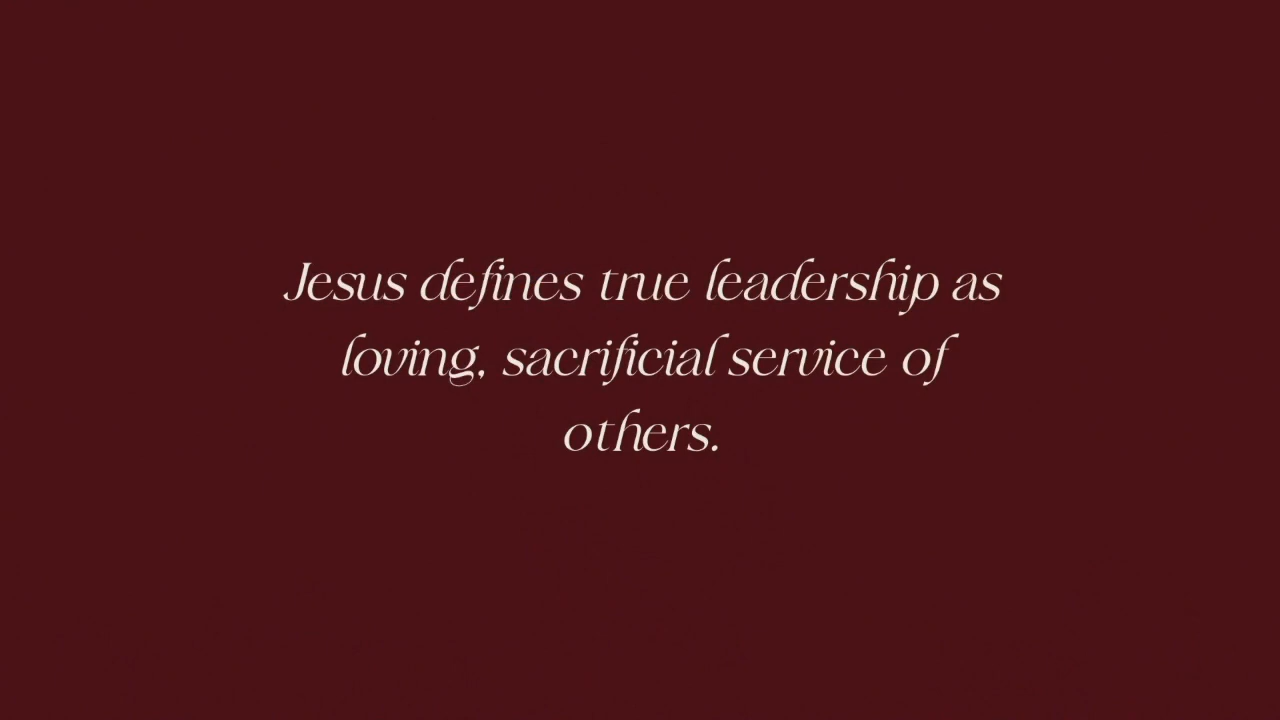 Jesus defines true leadership as
loving, sacrificial service of
others.